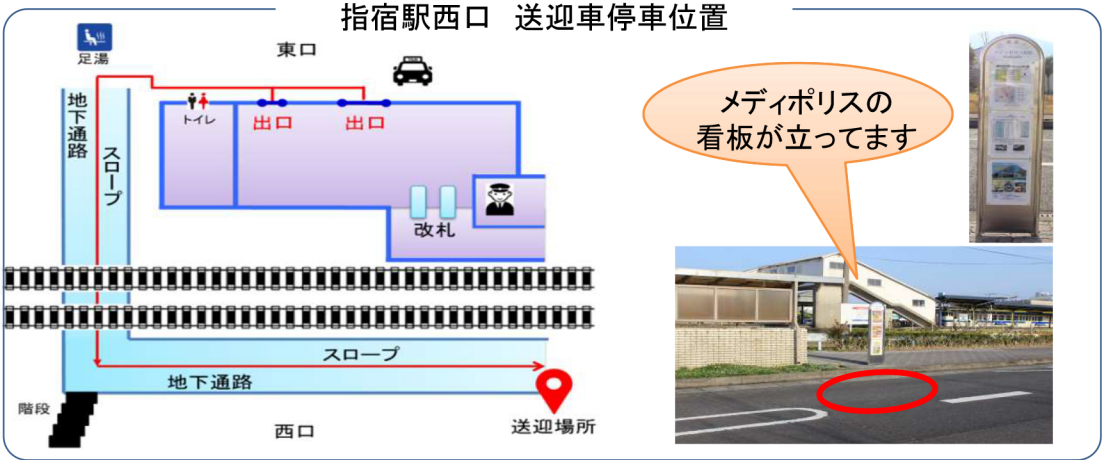 指宿駅西口　送迎車停車位置
足湯
東口
地下通路
スロープ
トイレ
出口
出口
改札
スロープ
地下通路
階段
西口
送迎場所
メディポリスの
看板が立ってます